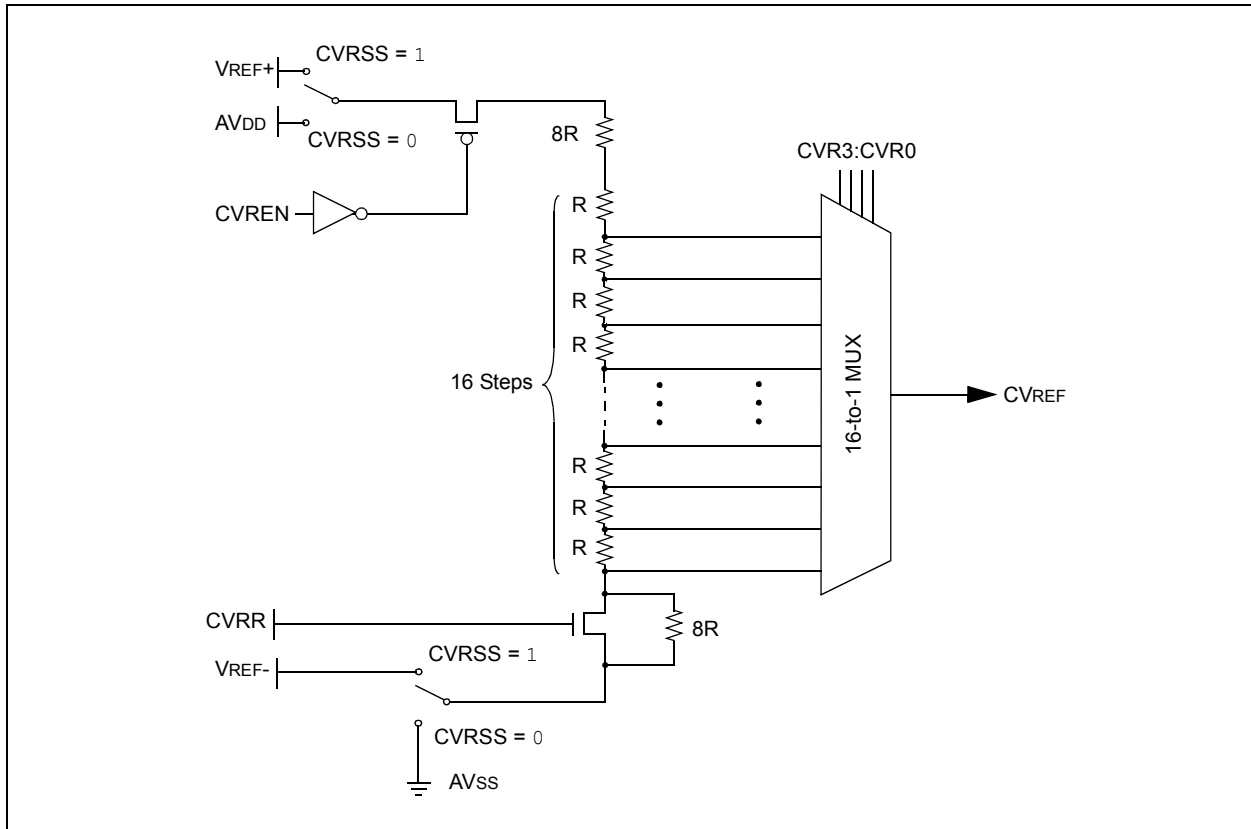 CVRSS = 1
VREF+
AVDD
CVRSS = 0
8R
CVR3:CVR0
CVREN
R
R
R
R
16 Steps
16-to-1 MUX
CVREF
R
R
R
CVRR
8R
CVRSS = 1
VREF-
CVRSS = 0
AVSS